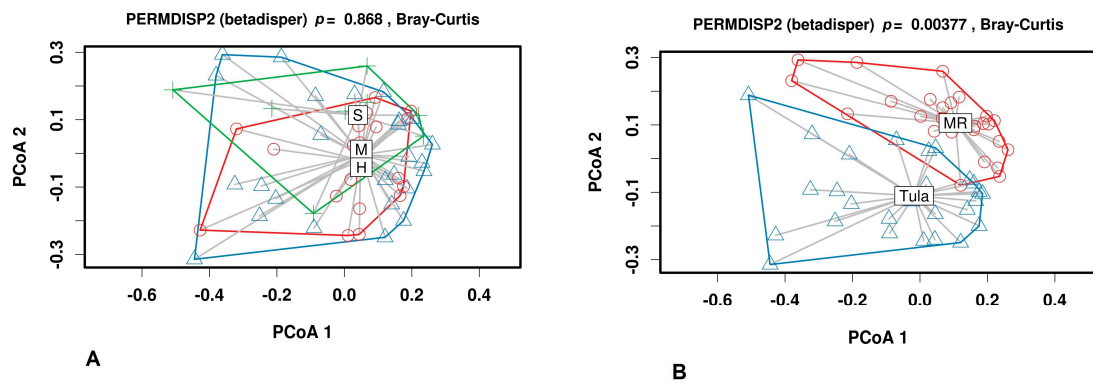 PERMDISP2 (betadisper) p = 0.868 , Bray-Curtis
PCoA 2
0.3
0.1
-0.1
-0.3
S
M
H
-0.6 -0.4 -0.2 0.0 0.2 0.4
PCoA 1
A
PERMDISP2 (betadisper) p = 0.00377 , Bray-Curtis
PCoA 2
0.3
0.1
-0.1
-0.3
MR
Tula
-0.6 -0.4 -0.2 0.0 0.2 0.4
PCoA 1
B